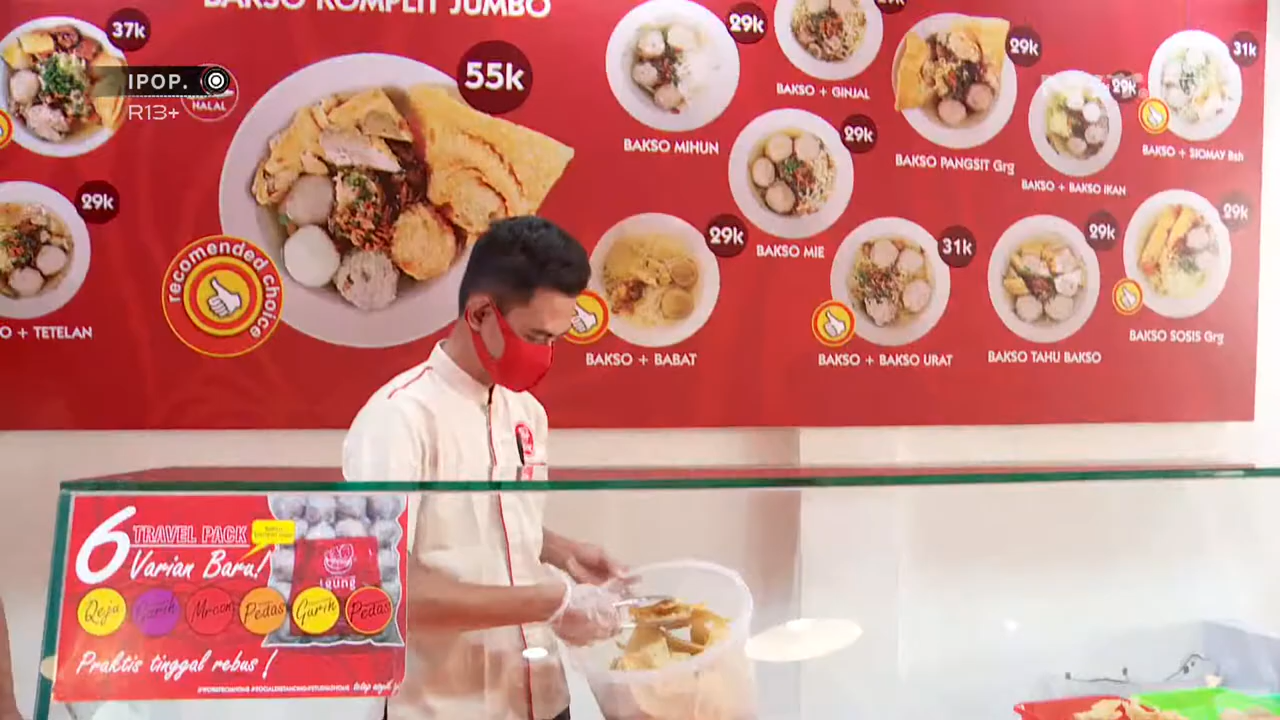 BAKSO KOMPLIT JUMBO
37k
IPOP.
R13+
HALAL
55k
29k
BAKSO MIHUN
29k
BAKSO + GINJAL
29k
BAKSO PANGSIT Grg
29k
BAKSO + BAKSO IKAN
31k
BAKSO + SIOMAY Bsh
29k
BAKSO MIE
29k
O + TETELAN
recomended choice
29k
BAKSO + BABAT
31k
BAKSO + BAKSO URAT
29k
BAKSO TAHU BAKSO
29k
BAKSO SOSIS Grg
6 TRAVEL PACK
Varian Baru!
Pedas
Gurih
Pedas
Praktis tinggal rebus !